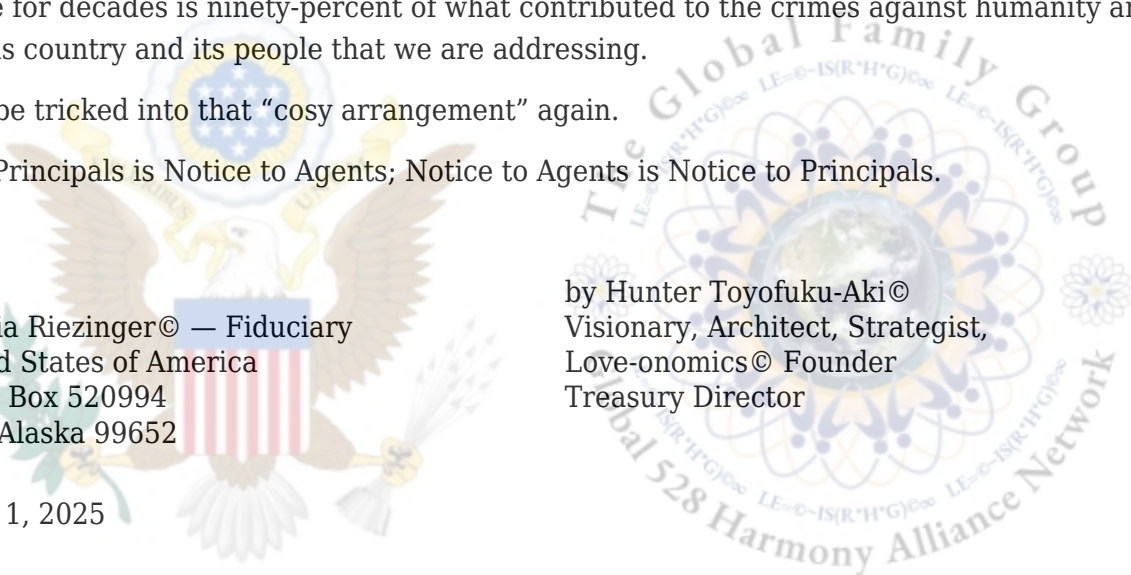 for decades is ninety-percent of what contributed to the crimes against humanity
country and its people that we are addressing.
be tricked into that “cosy arrangement” again.
Principals is Notice to Agents; Notice to Agents is Notice to Principals.
Riezinger© — Fiduciary
States of America
Box 520994
Alaska 99652
1, 2025
by Hunter Toyofuku-Aki©
Visionary, Architect, Strategist,
Love-onomics© Founder
Treasury Director
The Global Family Group
Global 528 Harmony Alliance Network